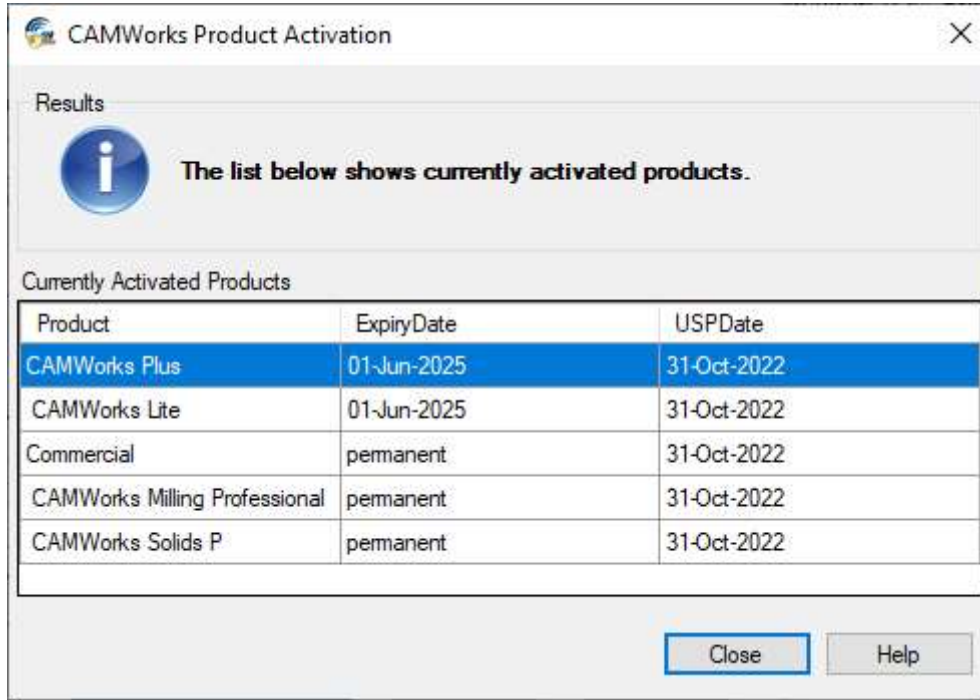 CAMWorks Product Activation
Results
The list below shows currently activated products.
Currently Activated Products
Product ExpiryDate USPDate
CAMWorks Plus 01-Jun-2025 31-Oct-2022
CAMWorks Lite 01-Jun-2025 31-Oct-2022
Commercial permanent 31-Oct-2022
CAMWorks Milling Professional permanent 31-Oct-2022
CAMWorks Solids P permanent 31-Oct-2022
Close Help